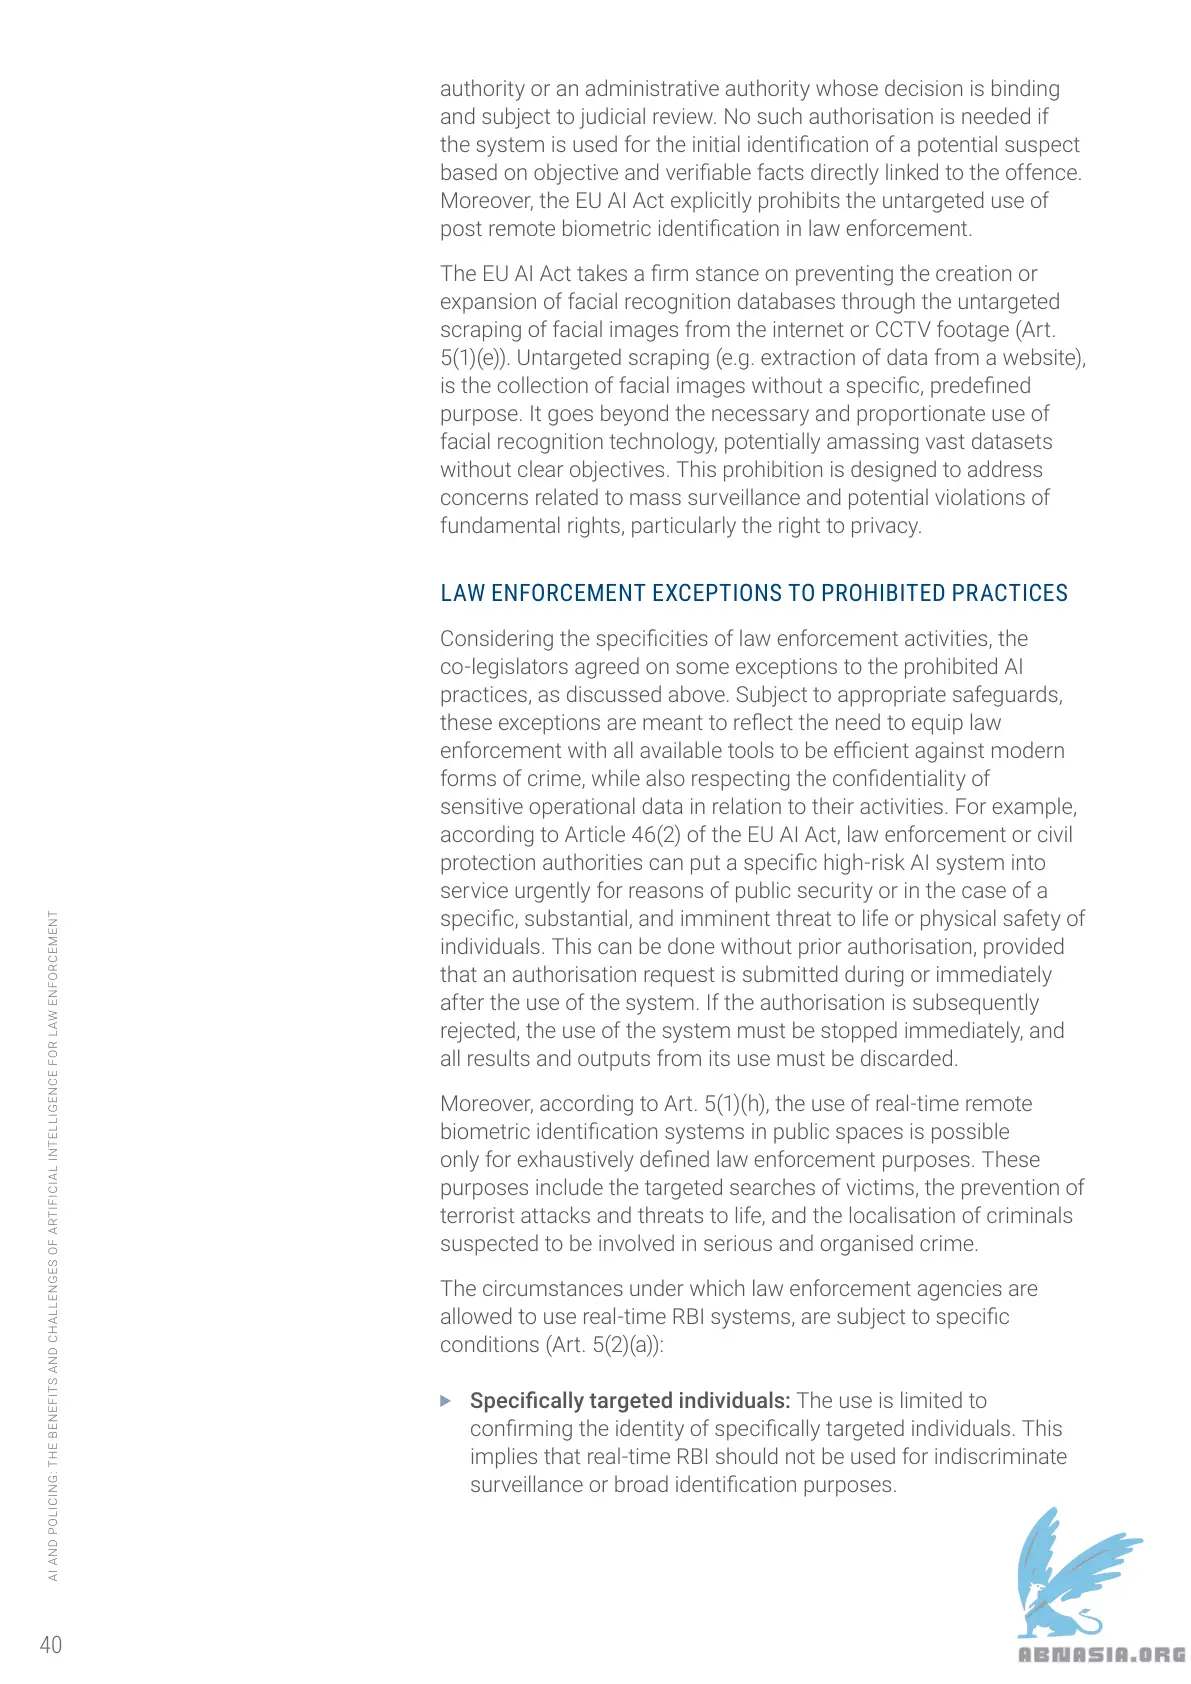 authority or an administrative authority whose decision is binding
and subject to judicial review. No such authorisation is needed if
the system is used for the initial identification of a potential suspect
based on objective and verifiable facts directly linked to the offence.
Moreover, the EU AI Act explicitly prohibits the untargeted use of
post remote biometric identification in law enforcement.
The EU AI Act takes a firm stance on preventing the creation or
expansion of facial recognition databases through the untargeted
scraping of facial images from the internet or CCTV footage (Art.
5(1)(e)). Untargeted scraping (e.g. extraction of data from a website),
is the collection of facial images without a specific, predefined
purpose. It goes beyond the necessary and proportionate use of
facial recognition technology, potentially amassing vast datasets
without clear objectives. This prohibition is designed to address
concerns related to mass surveillance and potential violations of
fundamental rights, particularly the right to privacy.
LAW ENFORCEMENT EXCEPTIONS TO PROHIBITED PRACTICES
Considering the specificities of law enforcement activities, the
co-legislators agreed on some exceptions to the prohibited AI
practices, as discussed above. Subject to appropriate safeguards,
these exceptions are meant to reflect the need to equip law
enforcement with all available tools to be efficient against modern
forms of crime, while also respecting the confidentiality of
sensitive operational data in relation to their activities. For example,
according to Article 46(2) of the EU AI Act, law enforcement or civil
protection authorities can put a specific high-risk AI system into
service urgently for reasons of public security or in the case of a
specific, substantial, and imminent threat to life or physical safety of
individuals. This can be done without prior authorisation, provided
that an authorisation request is submitted during or immediately
after the use of the system. If the authorisation is subsequently
rejected, the use of the system must be stopped immediately, and
all results and outputs from its use must be discarded.
Moreover, according to Art. 5(1)(h), the use of real-time remote
biometric identification systems in public spaces is possible
only for exhaustively defined law enforcement purposes. These
purposes include the targeted searches of victims, the prevention of
terrorist attacks and threats to life, and the localisation of criminals
suspected to be involved in serious and organised crime.
The circumstances under which law enforcement agencies are
allowed to use real-time RBI systems, are subject to specific
conditions (Art. 5(2)(a)):
Specifically targeted individuals: The use is limited to
confirming the identity of specifically targeted individuals. This
implies that real-time RBI should not be used for indiscriminate
surveillance or broad identification purposes.
AI AND POLICING: THE BENEFITS AND CHALLENGES OF ARTIFICIAL INTELLIGENCE FOR LAW ENFORCEMENT
40
ABNASIA.ORG